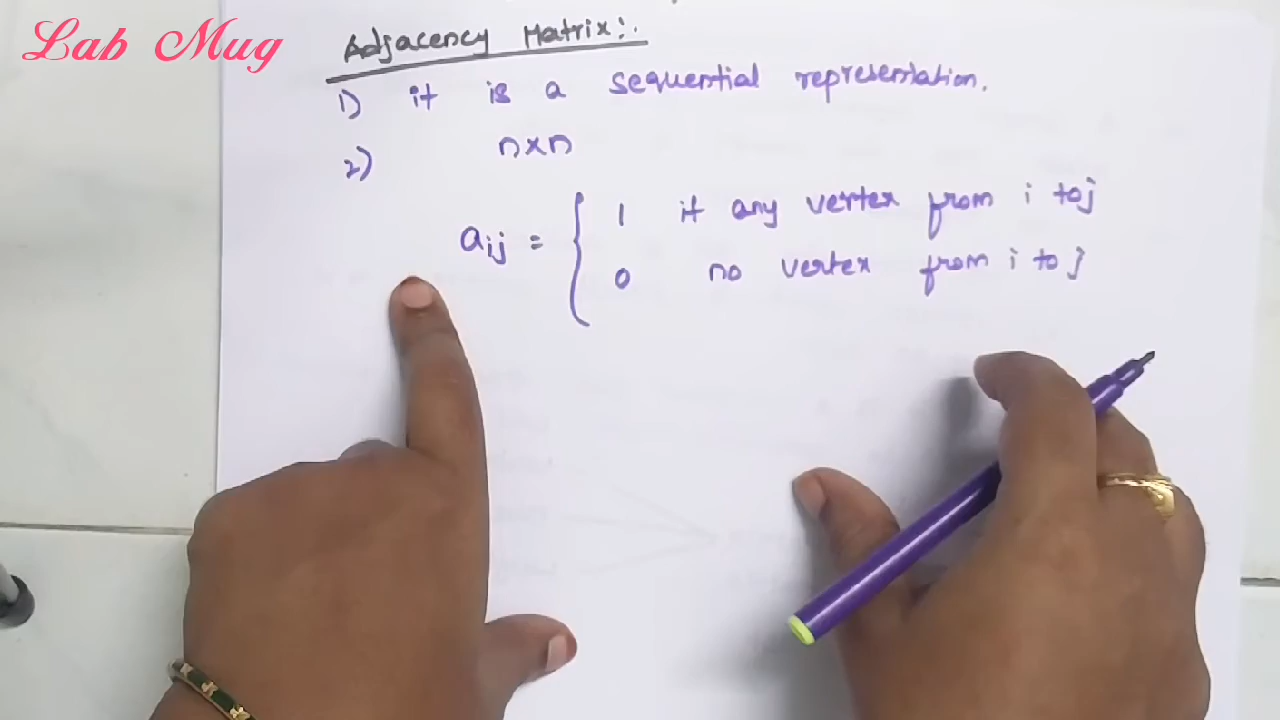 Lab Mug
Adjacency Matrix:.
1) it is a sequential representation.
2) n×n
aij = { 1 if any vertex from i to j
0 no vertex from i to j